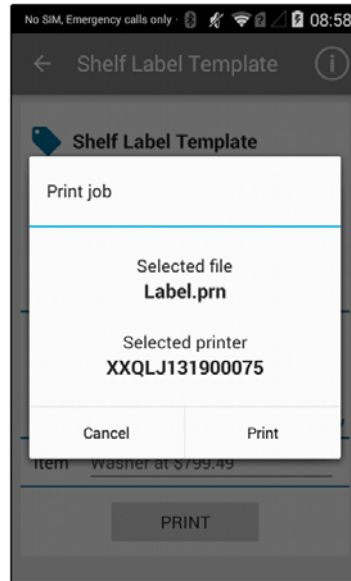 No SIM, Emergency calls only · 08:58
Shelf Label Template
Shelf Label Template
Print job
Selected file
Label.prn
Selected printer
XXQLJ131900075
Cancel Print
Item Washer at $799.49
PRINT